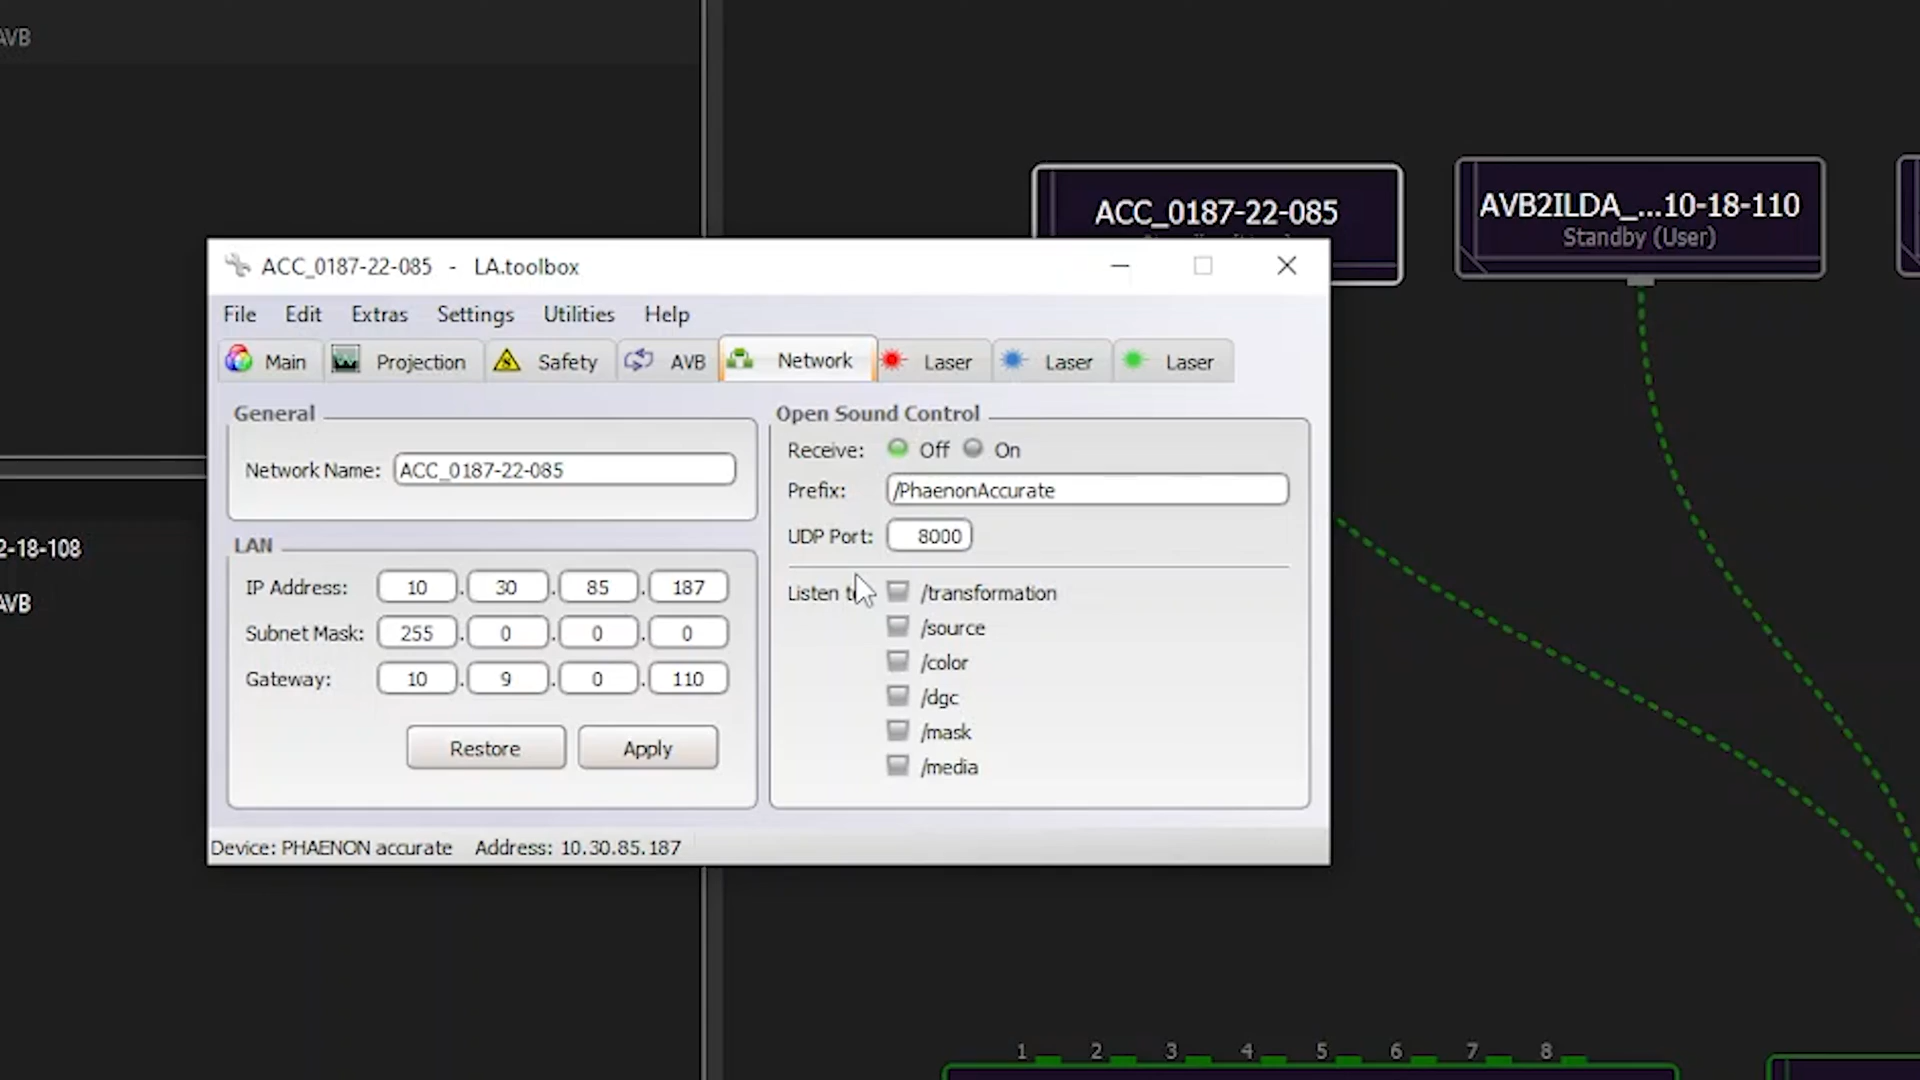 AVB
ACC_0187-22-085
AVB2ILDA_...10-18-110
Standby (User)
ACC_0187-22-085 - LA.toolbox
File Edit Extras Settings Utilities Help
Main Projection Safety AVB Network Laser Laser Laser
General
Network Name: ACC_0187-22-085
LAN
IP Address: 10 . 30 . 85 . 187
Subnet Mask: 255 . 0 . 0 . 0
Gateway: 10 . 9 . 0 . 110
Restore Apply
Open Sound Control
Receive: Off On
Prefix: /PhaenonAccurate
UDP Port: 8000
Listen /transformation
/source
/color
/dgc
/mask
/media
Device: PHAENON accurate Address: 10.30.85.187
2-18-108
AVB
1 2 3 4 5 6 7 8